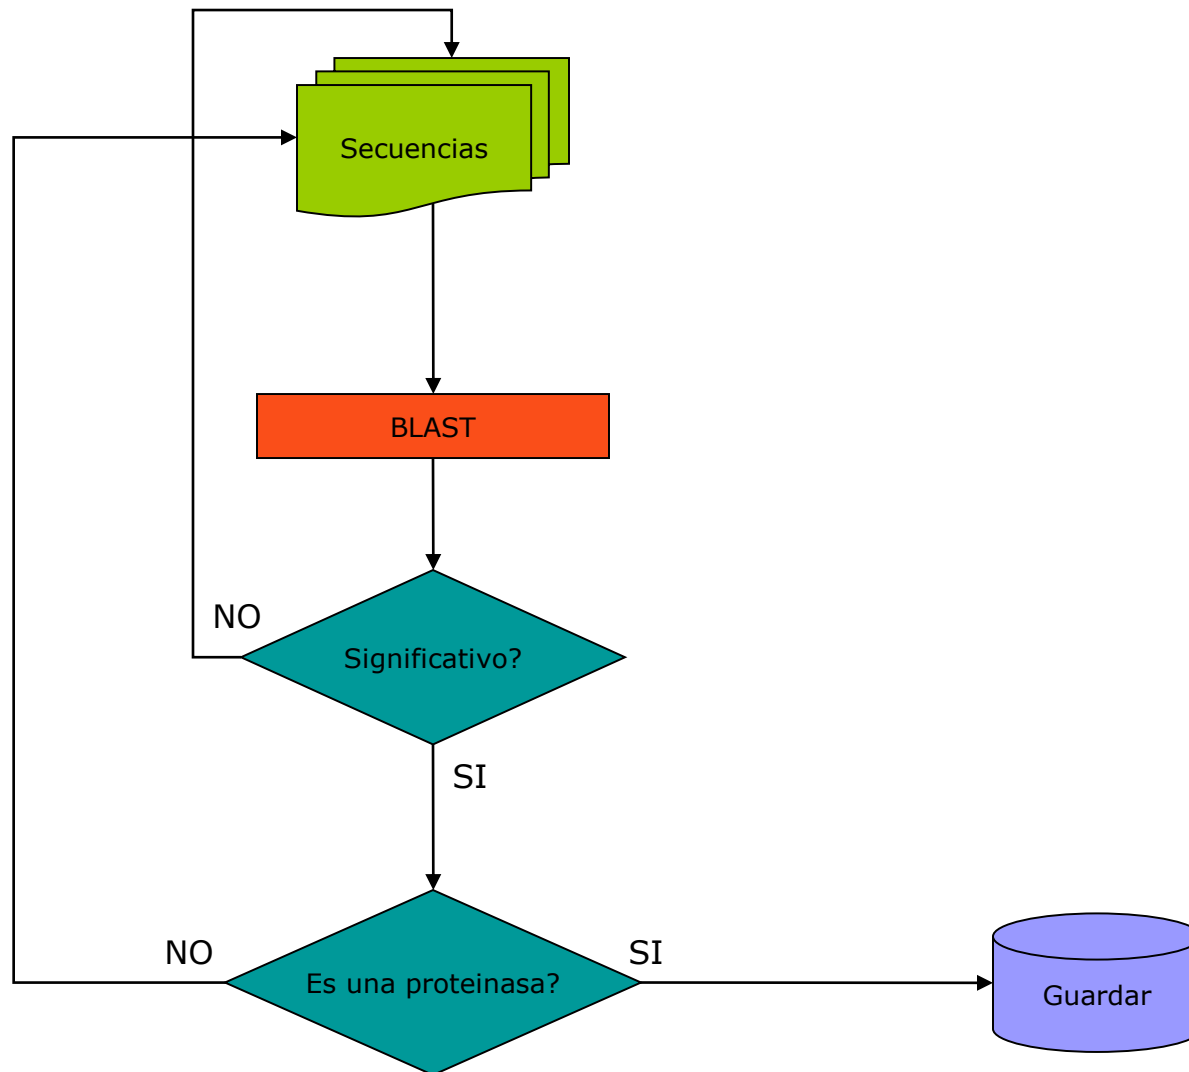 Secuencias
BLAST
NO
Significativo?
SI
NO
SI
Es una proteinasa?
Guardar